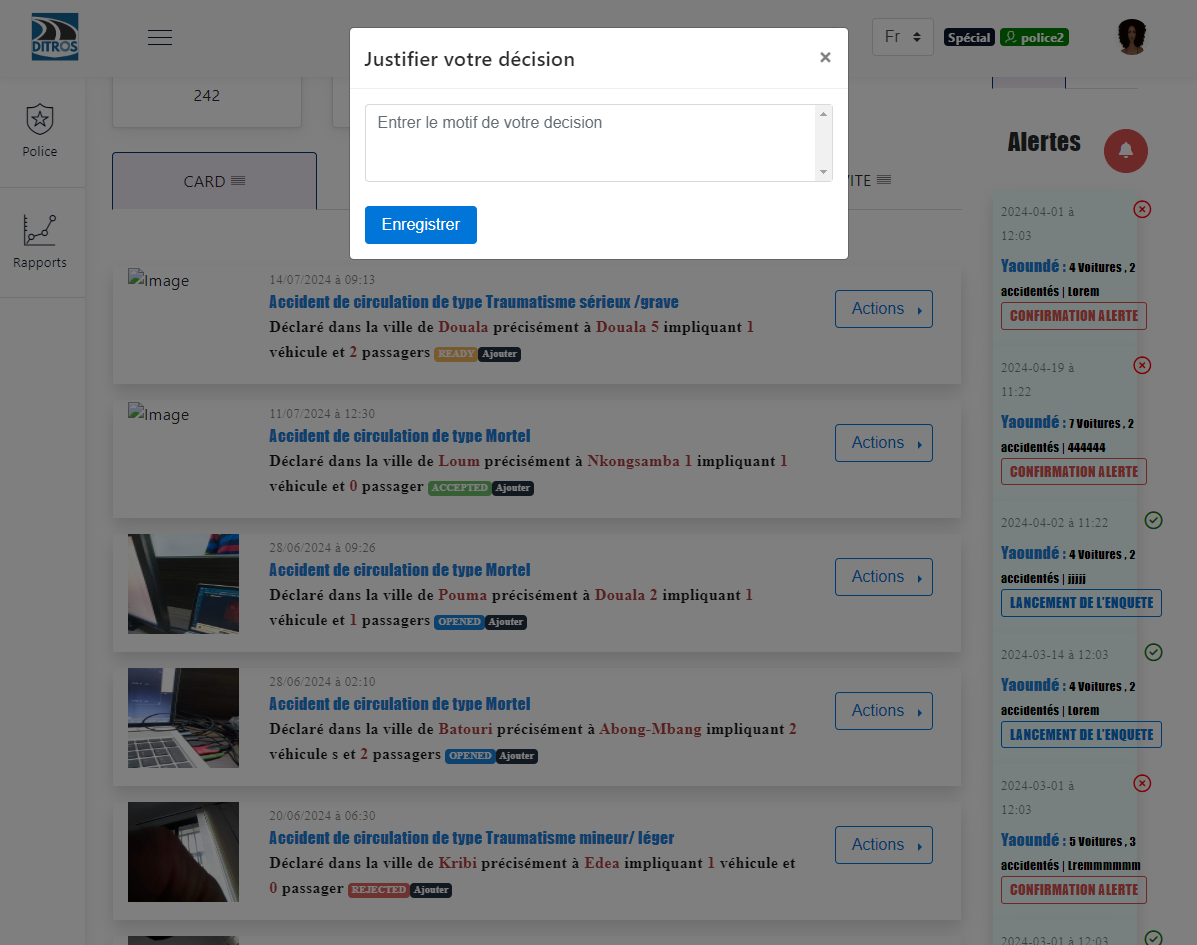 DITROS
Fr
Spécial
police2
Justifier votre décision
×
Entrer le motif de votre decision
Enregistrer
Police
Rapports
242
CARD
ITE
14/07/2024 à 09:13
Accident de circulation de type Traumatisme sérieux /grave
Déclaré dans la ville de Douala précisément à Douala 5 impliquant 1
véhicule et 2 passagers READY Ajouter
Actions
Image
11/07/2024 à 12:30
Accident de circulation de type Mortel
Déclaré dans la ville de Loum précisément à Nkongsamba 1 impliquant 1
véhicule et 0 passager ACCEPTED Ajouter
Actions
Image
28/06/2024 à 09:26
Accident de circulation de type Mortel
Déclaré dans la ville de Pouma précisément à Douala 2 impliquant 1
véhicule et 1 passagers OPENED Ajouter
Actions
28/06/2024 à 02:10
Accident de circulation de type Mortel
Déclaré dans la ville de Batouri précisément à Abong-Mbang impliquant 2
véhicule s et 2 passagers OPENED Ajouter
Actions
20/06/2024 à 06:30
Accident de circulation de type Traumatisme mineur/ léger
Déclaré dans la ville de Kribi précisément à Edea impliquant 1 véhicule et
0 passager REJECTED Ajouter
Actions
Alertes
2024-04-01 à
12:03
Yaoundé : 4 Voitures , 2
accidentés | Lorem
CONFIRMATION ALERTE
2024-04-19 à
11:22
Yaoundé : 7 Voitures , 2
accidentés | 444444
CONFIRMATION ALERTE
2024-04-02 à 11:22
Yaoundé : 4 Voitures , 2
accidentés | jjjjjj
LANCEMENT DE L'ENQUETE
2024-03-14 à 12:03
Yaoundé : 4 Voitures , 2
accidentés | Lorem
LANCEMENT DE L'ENQUETE
2024-03-01 à
12:03
Yaoundé : 5 Voitures , 3
accidentés | Lremmmmmm
CONFIRMATION ALERTE
2024-03-01 à 12:03